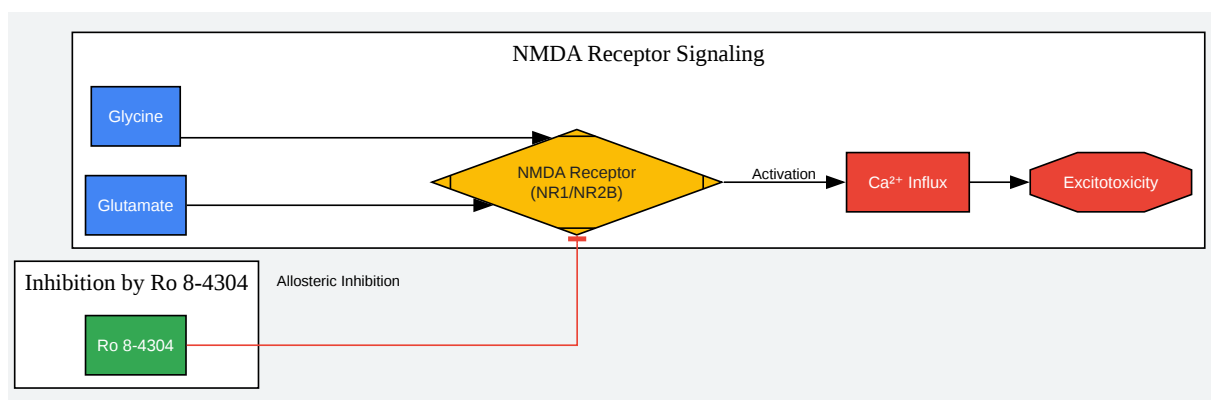 NMDA Receptor Signaling
Glycine
Glutamate
NMDA Receptor
(NR1/NR2B)
Activation
Ca²⁺ Influx
Excitotoxicity
Inhibition by Ro 8-4304
Allosteric Inhibition
Ro 8-4304